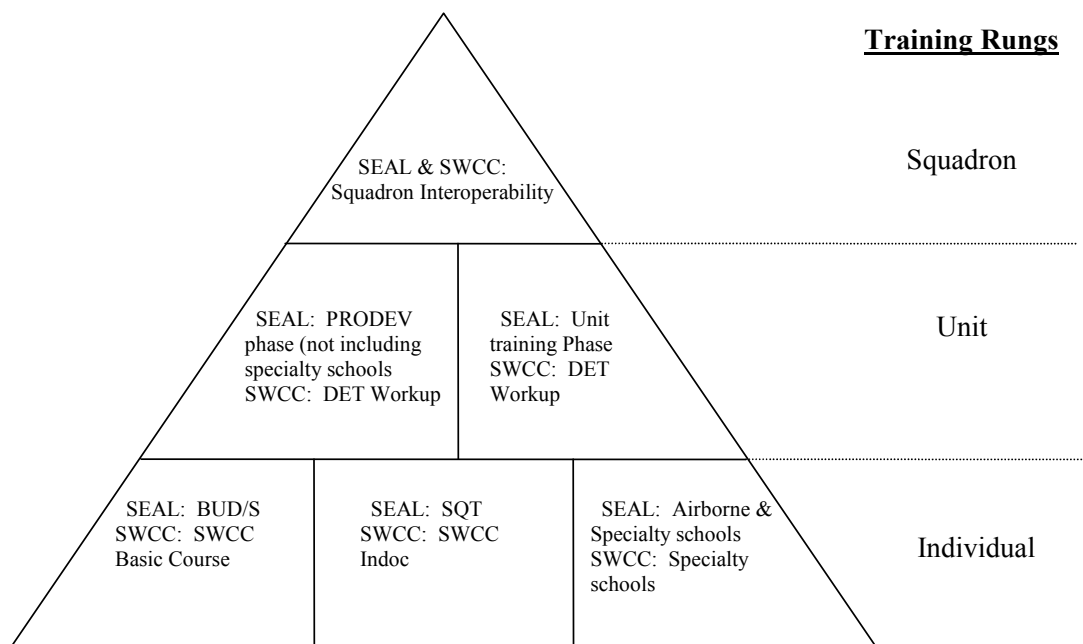 Training Rungs
Squadron
SEAL & SWCC:
Squadron Interoperability
Unit
SEAL: PRODEV
phase (not including
specialty schools
SWCC: DET Workup
SEAL: Unit
training Phase
SWCC: DET
Workup
Individual
SEAL: BUD/S
SWCC: SWCC
Basic Course
SEAL: SQT
SWCC: SWCC
Indoc
SEAL: Airborne &
Specialty schools
SWCC: Specialty
schools